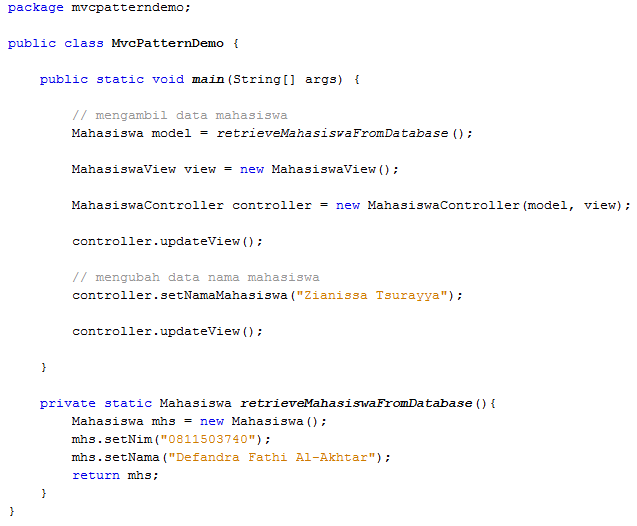 package mvcpatterndemo;
public class MvcPatternDemo {
public static void main(String[] args) {
// mengambil data mahasiswa
Mahasiswa model = retrieveMahasiswaFromDatabase();
MahasiswaView view = new MahasiswaView();
MahasiswaController controller = new MahasiswaController(model, view);
controller.updateView();
// mengubah data nama mahasiswa
controller.setNamaMahasiswa("Zianissa Tsurayya");
controller.updateView();
}
private static Mahasiswa retrieveMahasiswaFromDatabase(){
Mahasiswa mhs = new Mahasiswa();
mhs.setNim("0811503740");
mhs.setNama("Defandra Fathi Al-Akhtar");
return mhs;
}
}